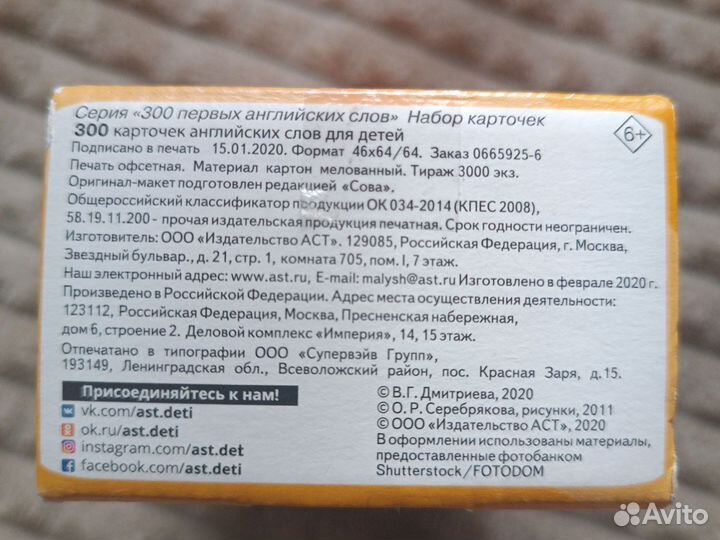 Серия «300 первых английских слов» Набор карточек
300 карточек английских слов для детей
6+
Подписано в печать 15.01.2020. Формат 46х64/64. Заказ 0665925-6
Печать офсетная. Материал картон мелованный. Тираж 3000 экз.
Оригинал-макет подготовлен редакцией «Сова».
Общероссийский классификатор продукции ОК 034-2014 (КПЕС 2008),
58.19.11.200 - прочая издательская продукция печатная. Срок годности неограничен.
Изготовитель: ООО «Издательство АСТ». 129085, Российская Федерация, г. Москва,
Звездный бульвар., д. 21, стр. 1, комната 705, пом. I, 7 этаж.
Наш электронный адрес: www.ast.ru, E-mail: malysh@ast.ru Изготовлено в феврале 2020 г.
Произведено в Российской Федерации. Адрес места осуществления деятельности:
123112, Российская Федерация, Москва, Пресненская набережная,
дом 6, строение 2. Деловой комплекс «Империя», 14, 15 этаж.
Отпечатано в типографии ООО «Супервэйв Групп»,
193149, Ленинградская обл., Всеволожский район, пос. Красная Заря, д.15.
Присоединяйтесь к нам!
vk.com/ast.deti
ok.ru/ast.deti
instagram.com/ast.det
facebook.com/ast.deti
© В.Г. Дмитриева, 2020
© О. Р. Серебрякова, рисунки, 2011
© ООО «Издательство АСТ», 2020
В оформлении использованы материалы,
предоставленные фотобанком
Shutterstock/FOTODOM
Avito